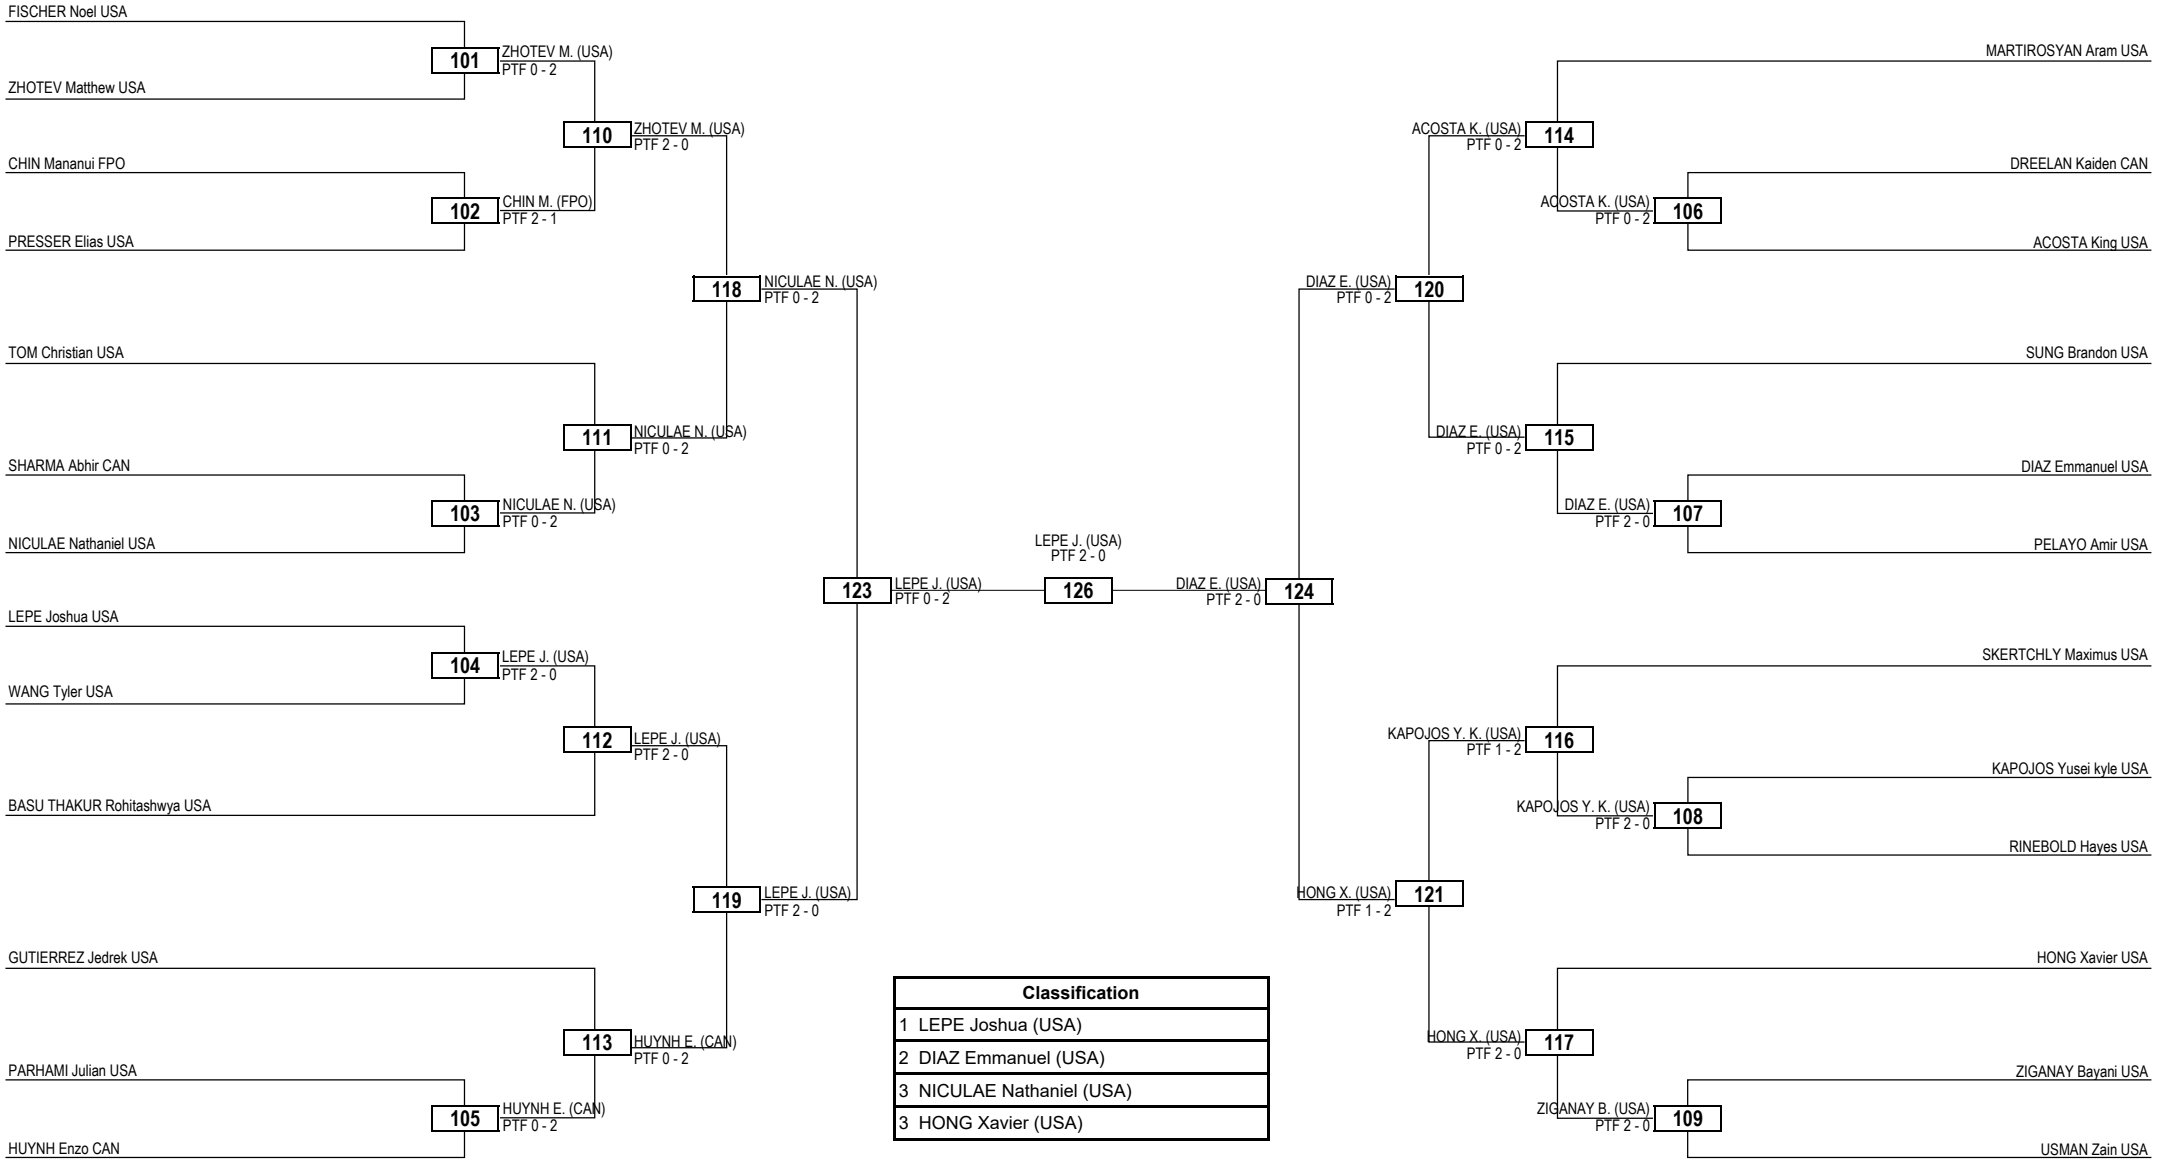 FISCHER Noel USA
101
ZHOTEV M. (USA)
PTF 0 - 2
ZHOTEV Matthew USA
110
ZHOTEV M. (USA)
PTF 2 - 0
CHIN Mananui FPO
102
CHIN M. (FPO)
PTF 2 - 1
PRESSER Elias USA
118
NICULAE N. (USA)
PTF 0 - 2
TOM Christian USA
111
NICULAE N. (USA)
PTF 0 - 2
SHARMA Abhir CAN
103
NICULAE N. (USA)
PTF 0 - 2
NICULAE Nathaniel USA
123
LEPE J. (USA)
PTF 0 - 2
LEPE Joshua USA
104
LEPE J. (USA)
PTF 2 - 0
WANG Tyler USA
112
LEPE J. (USA)
PTF 2 - 0
BASU THAKUR Rohitashwya USA
119
LEPE J. (USA)
PTF 2 - 0
GUTIERREZ Jedrek USA
113
HUYNH E. (CAN)
PTF 0 - 2
PARHAMI Julian USA
105
HUYNH E. (CAN)
PTF 0 - 2
HUYNH Enzo CAN
LEPE J. (USA)
PTF 2 - 0
126
MARTIROSYAN Aram USA
ACOSTA K. (USA)
PTF 0 - 2
114
DREELAN Kaiden CAN
ACOSTA K. (USA)
PTF 0 - 2
106
ACOSTA King USA
DIAZ E. (USA)
PTF 0 - 2
120
SUNG Brandon USA
DIAZ E. (USA)
PTF 0 - 2
115
DIAZ Emmanuel USA
DIAZ E. (USA)
PTF 2 - 0
107
PELAYO Amir USA
DIAZ E. (USA)
PTF 2 - 0
124
SKERTCHLY Maximus USA
KAPOJOS Y. K. (USA)
PTF 1 - 2
116
KAPOJOS Yusei kyle USA
KAPOJOS Y. K. (USA)
PTF 2 - 0
108
RINEBOLD Hayes USA
HONG X. (USA)
PTF 1 - 2
121
HONG Xavier USA
HONG X. (USA)
PTF 2 - 0
117
ZIGANAY Bayani USA
ZIGANAY B. (USA)
PTF 2 - 0
109
USMAN Zain USA
Classification
1 LEPE Joshua (USA)
2 DIAZ Emmanuel (USA)
3 NICULAE Nathaniel (USA)
3 HONG Xavier (USA)